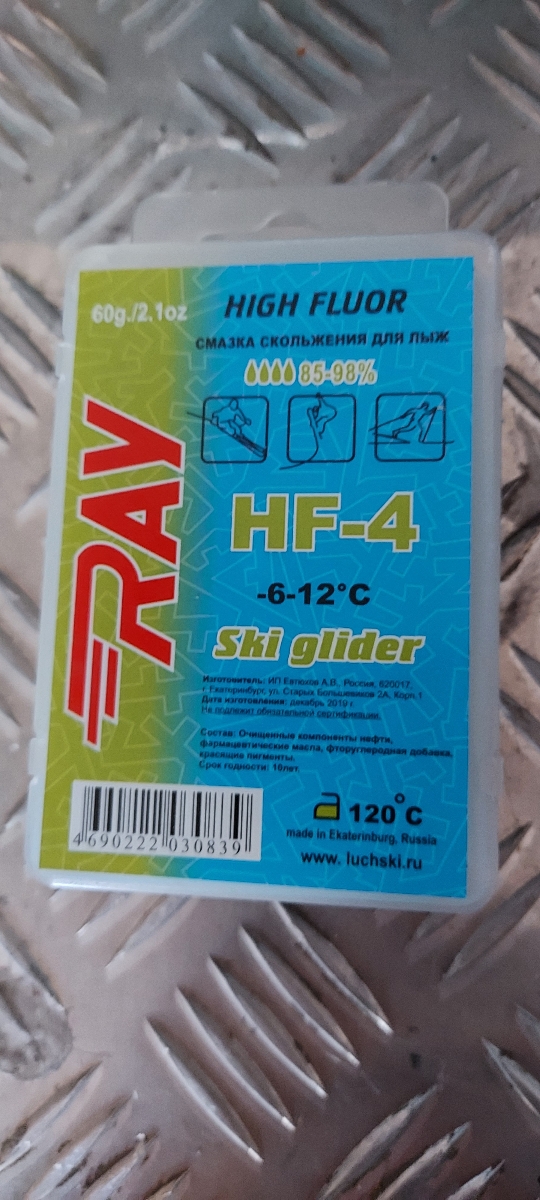 60g./2.1oz
HIGH FLUOR
СМАЗКА СКОЛЬЖЕНИЯ ДЛЯ ЛЫЖ
85-98%
RAY
HF-4
-6-12°C
Ski glider
Изготовитель: ИП Евтюхов А.В., Россия, 620017,
г. Екатеринбург, ул. Старых Большевиков 2А, Корп.1
Дата изготовления: декабрь 2019 г.
Не подлежит обязательной сертификации.
Состав: Очищенные компоненты нефти,
фармацевтические масла, фторуглеродная добавка,
красящие пигменты.
Срок годности: 10лет
4690222 030839
120°C
made in Ekaterinburg, Russia
www. luchski.ru